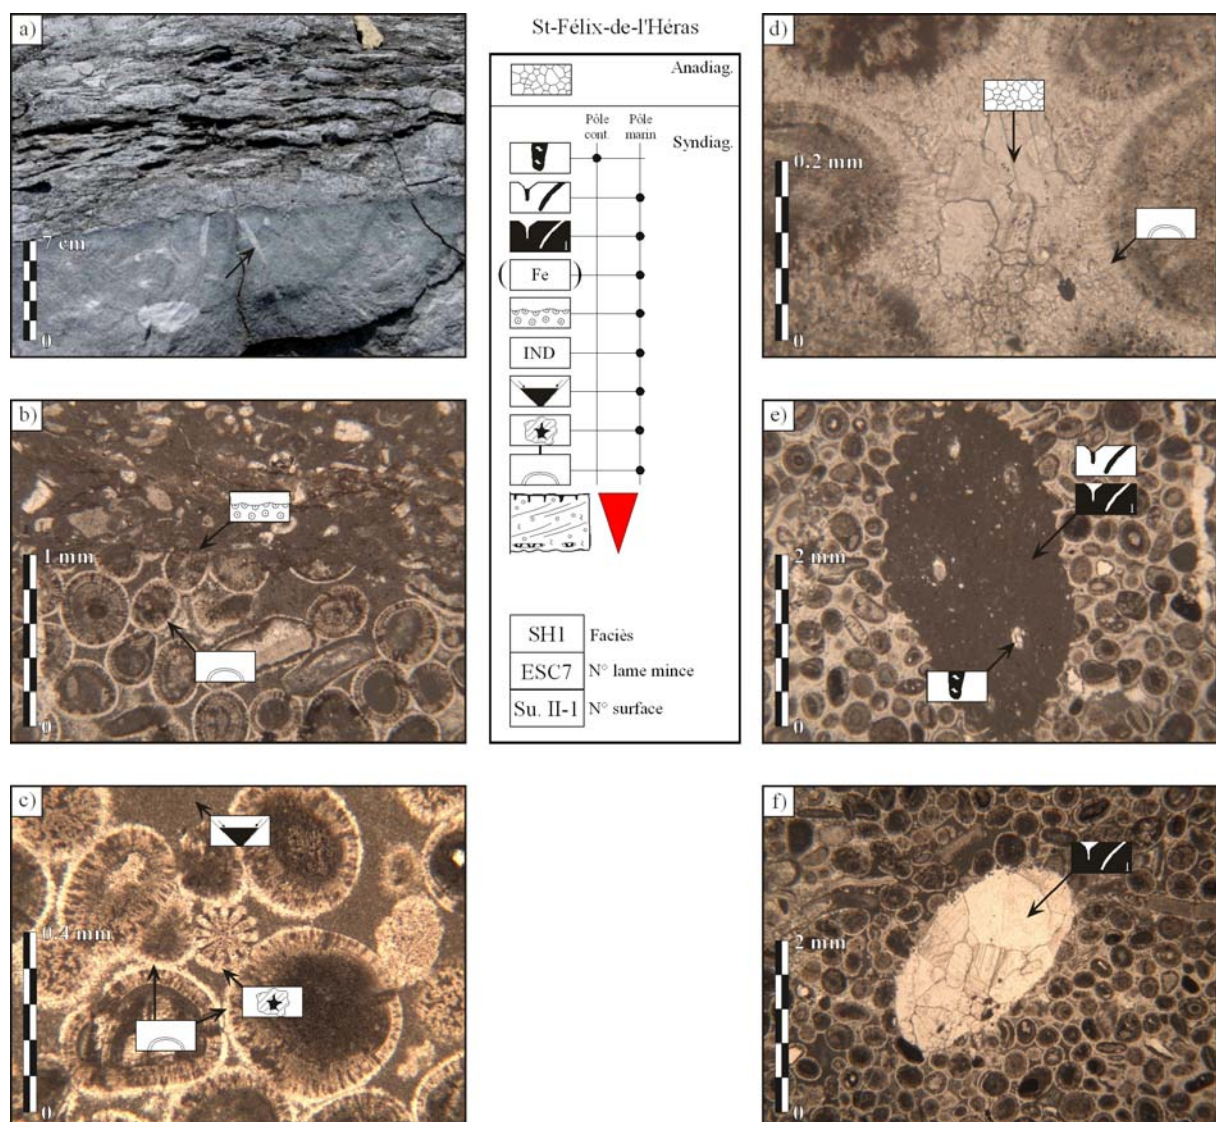 a)
7 cm
0
b)
1 mm
0
c)
0.4 mm
0
St-Félix-de-l'Héras
Anadiag.
Pôle cont.
Pôle marin
Syndiag.
( Fe )
IND
SH1 Faciès
ESC7 N° lame mince
Su. II-1 N° surface
d)
0.2 mm
0
e)
2 mm
0
f)
2 mm
0